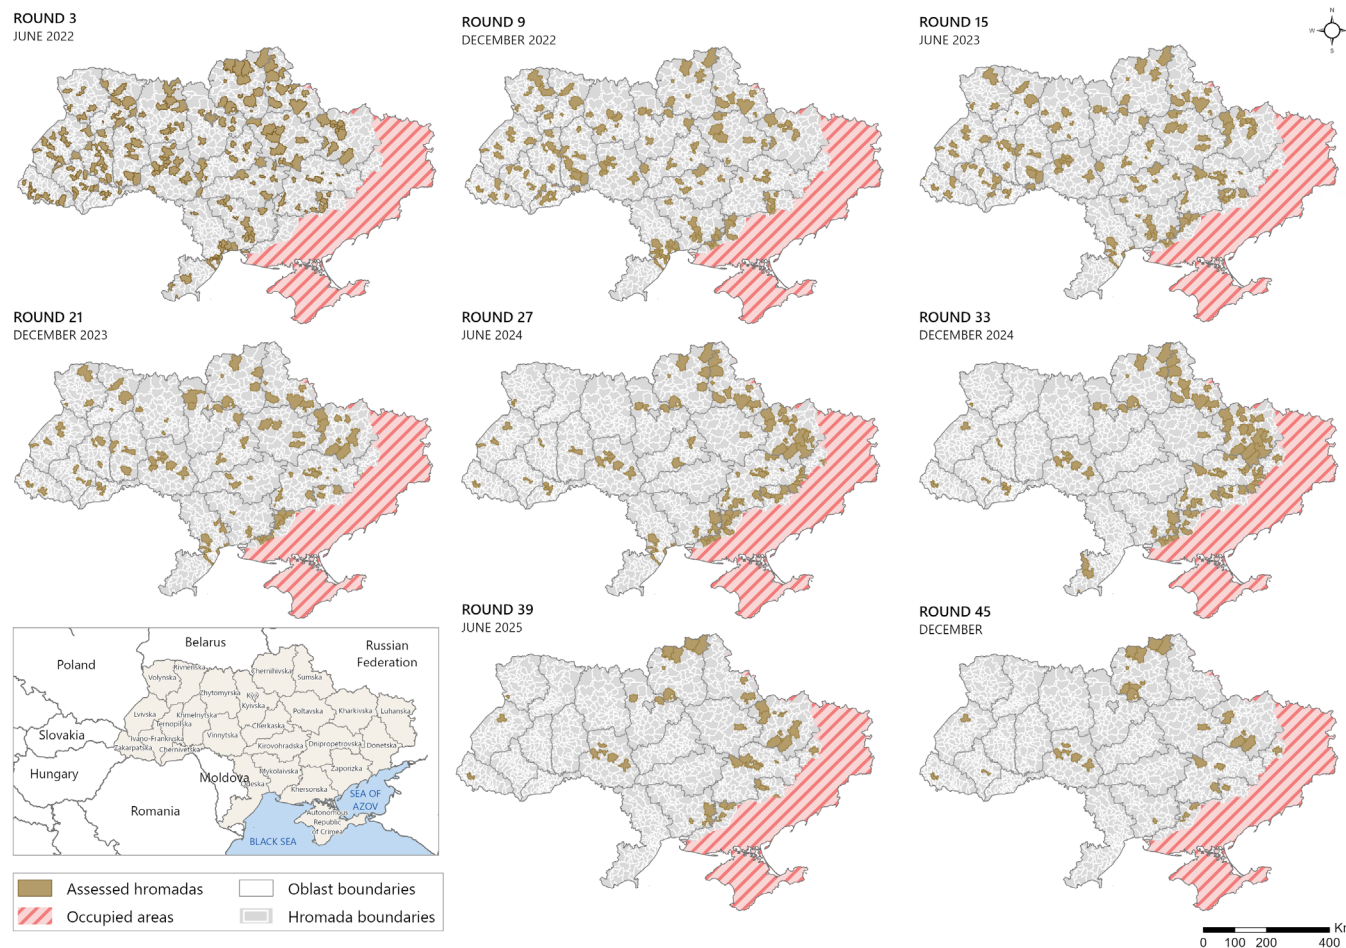 ROUND 3
JUNE 2022
ROUND 9
DECEMBER 2022
ROUND 15
JUNE 2023
N
W
S
ROUND 21
DECEMBER 2023
ROUND 27
JUNE 2024
ROUND 33
DECEMBER 2024
ROUND 39
JUNE 2025
ROUND 45
DECEMBER
Belarus
Poland
Russian
Federation
Rivnenska
Volynska
Chernihivska
Sumska
Zhytomyrska
Kyiv
Kyivska
Lvivska
Khmelnytska
Poltavska
Kharkivska
Luhanska
Ternopilska
Cherkaska
Slovakia
Vinnytska
Ivano-Frankivska
Zakarpatska
Chernivetska
Kirovohradska
Dnipropetrovska
Donetska
Hungary
Moldova
Mykolaivska
Zaporizka
Khersonska
SEA OF
AZOV
Romania
Autonomous
Republic
of Crimea
BLACK SEA
Assessed hromadas
Oblast boundaries
Occupied areas
Hromada boundaries
0 100 200 400